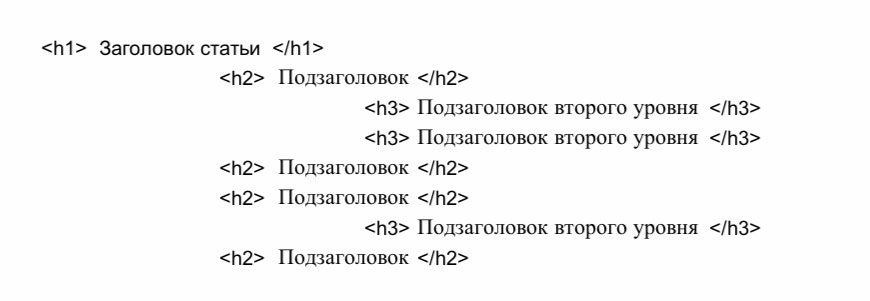 <h1> Заголовок статьи </h1>
<h2> Подзаголовок </h2>
<h3> Подзаголовок второго уровня </h3>
<h3> Подзаголовок второго уровня </h3>
<h2> Подзаголовок </h2>
<h2> Подзаголовок </h2>
<h3> Подзаголовок второго уровня </h3>
<h2> Подзаголовок </h2>